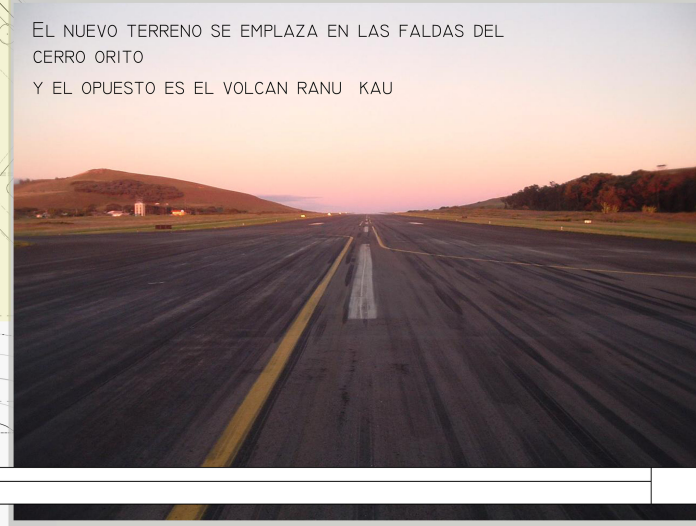 EL NUEVO TERRENO SE EMPLAZA EN LAS FALDAS DEL
CERRO ORITO
Y EL OPUESTO ES EL VOLCAN RANU KAU